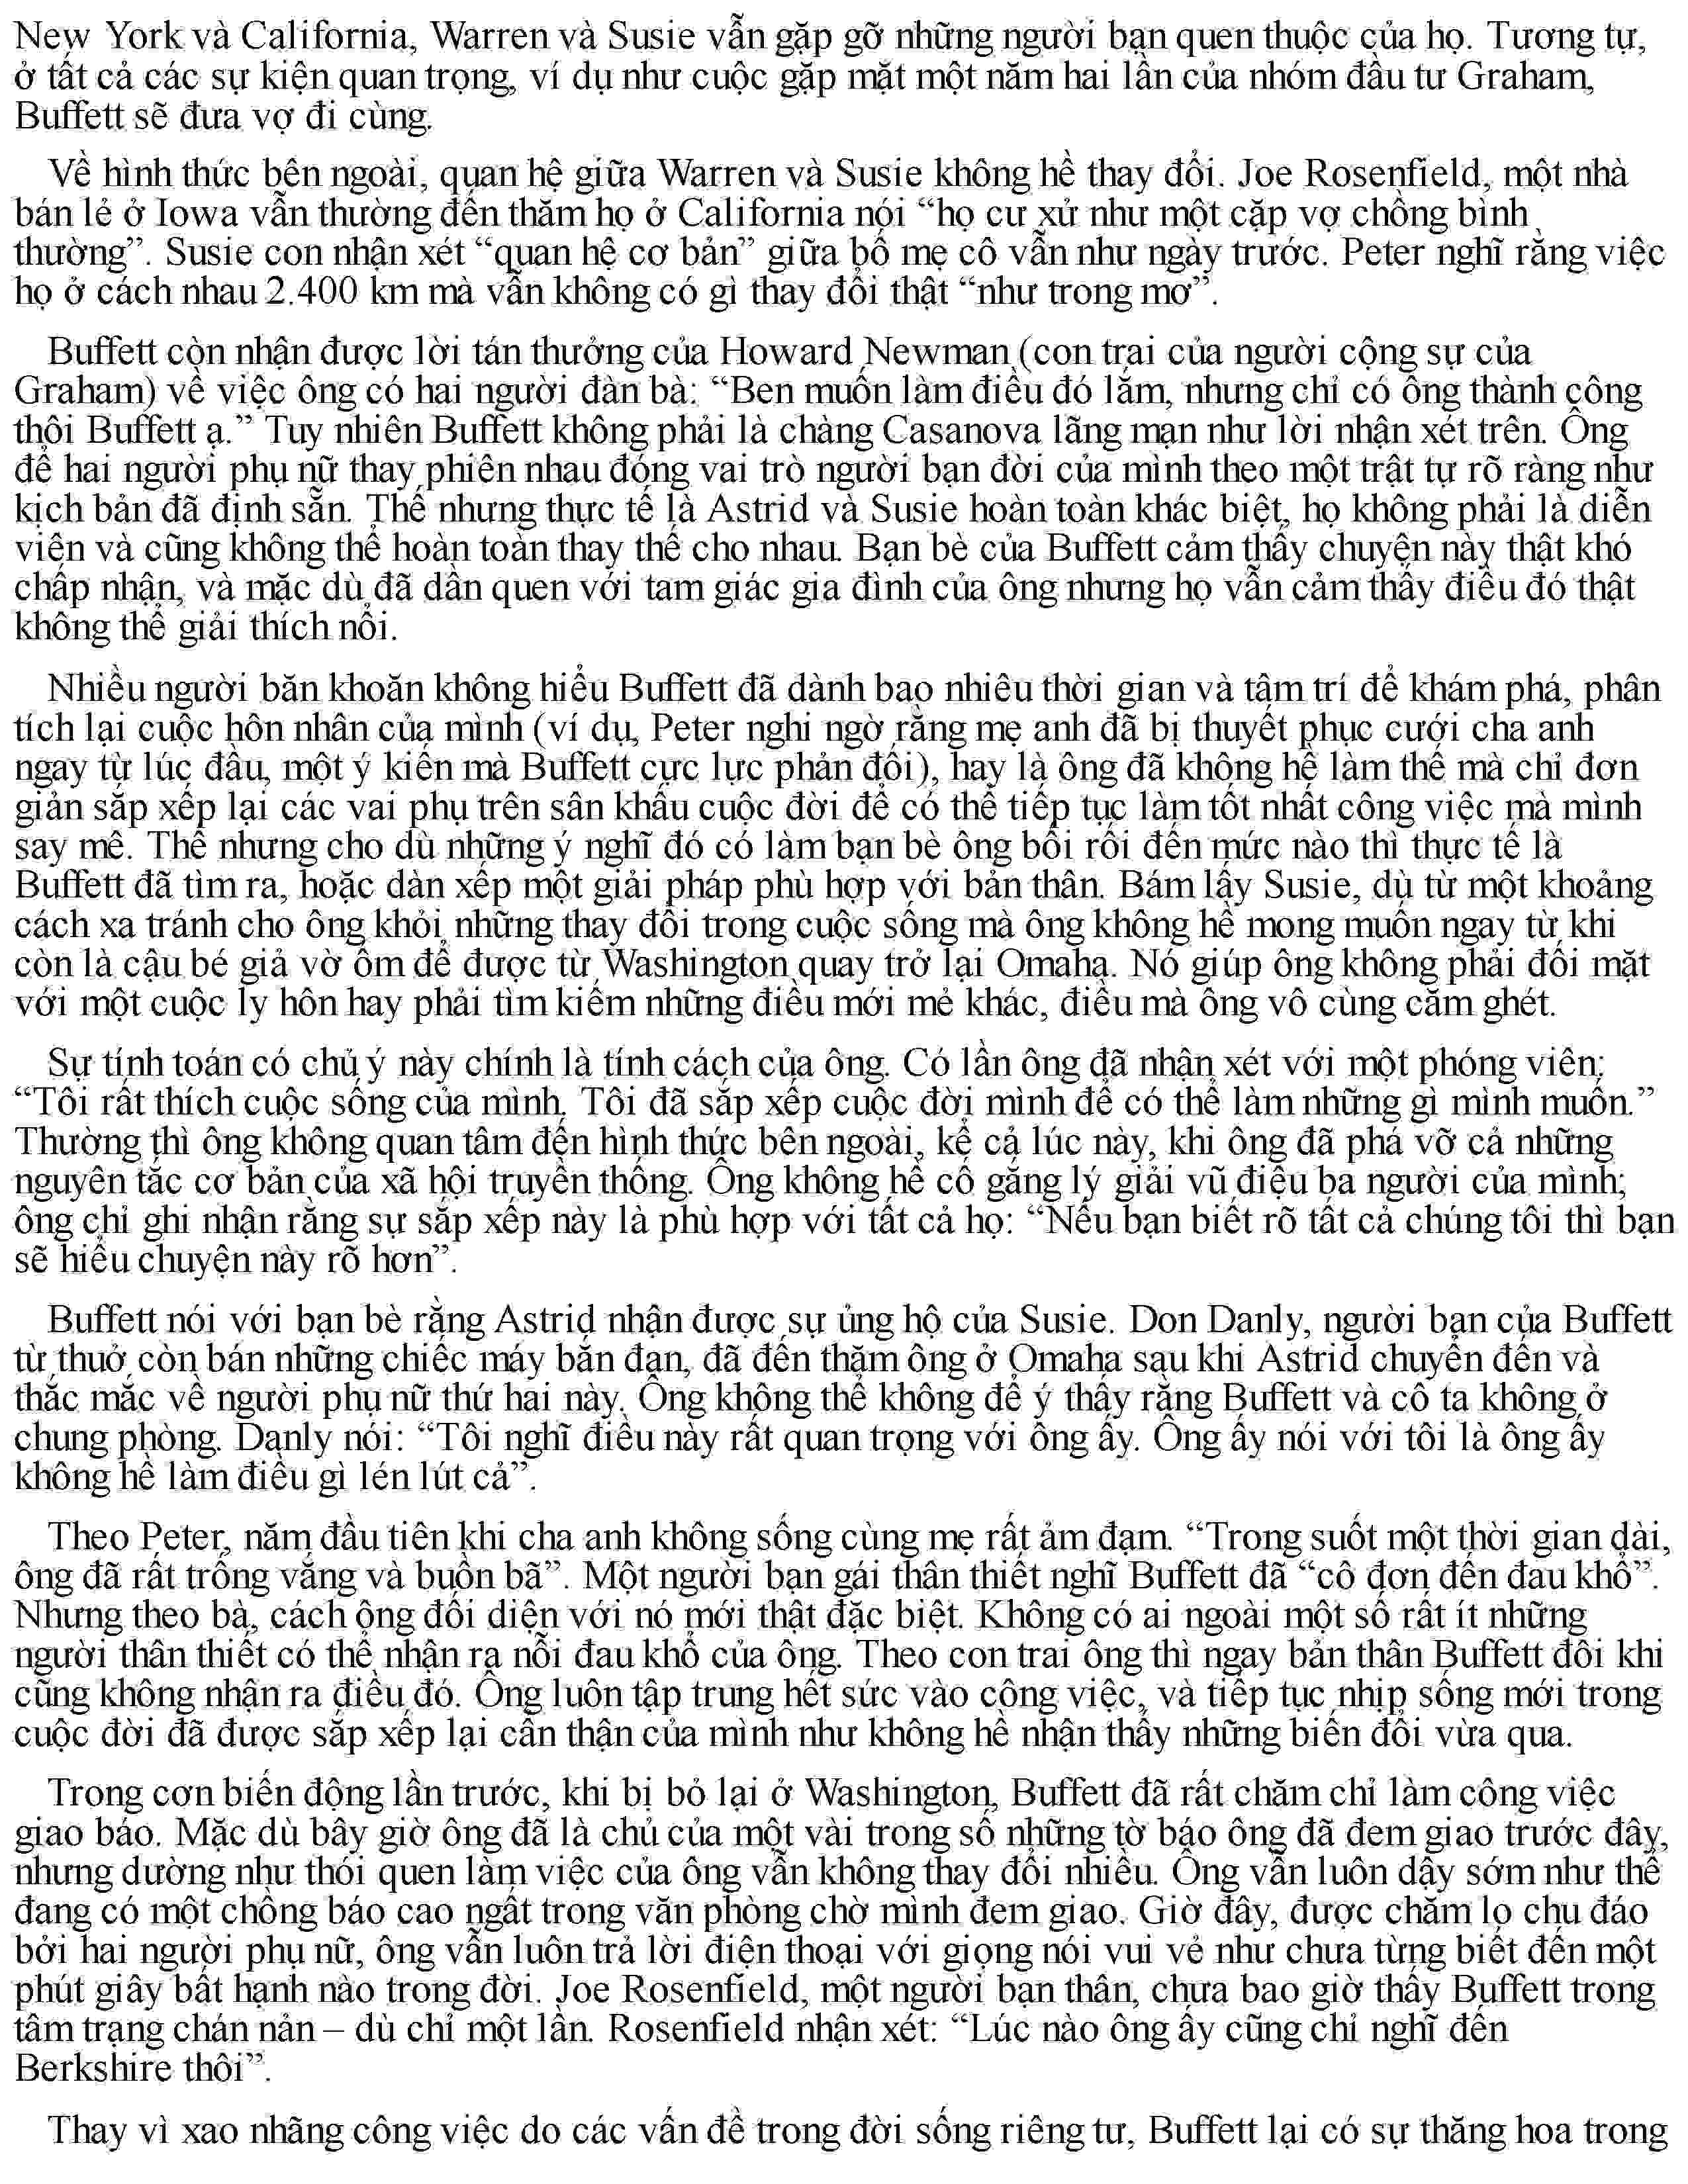 New York và California, Warren và Susie vẫn gặp gỡ những người bạn quen thuộc của họ. Tương tự,
ở tất cả các sự kiện quan trọng, ví dụ như cuộc gặp mặt một năm hai lần của nhóm đầu tư Graham,
Buffett sẽ đưa vợ đi cùng.
Về hình thức bên ngoài, quan hệ giữa Warren và Susie không hề thay đổi. Joe Rosenfield, một nhà
bán lẻ ở Iowa vẫn thường đến thăm họ ở California nói “họ cư xử như một cặp vợ chồng bình
thường”. Susie con nhận xét “quan hệ cơ bản” giữa bố mẹ cô vẫn như ngày trước. Peter nghĩ rằng việc
họ ở cách nhau 2.400 km mà vẫn không có gì thay đổi thật “như trong mơ”.
Buffett còn nhận được lời tán thưởng của Howard Newman (con trai của người cộng sự của
Graham) về việc ông có hai người đàn bà: “Ben muốn làm điều đó lắm, nhưng chỉ có ông thành công
thôi Buffett ạ.” Tuy nhiên Buffett không phải là chàng Casanova lãng mạn như lời nhận xét trên. Ông
để hai người phụ nữ thay phiên nhau đóng vai trò người bạn đời của mình theo một trật tự rõ ràng như
kịch bản đã định sẵn. Thế nhưng thực tế là Astrid và Susie hoàn toàn khác biệt, họ không phải là diễn
viên và cũng không thể hoàn toàn thay thế cho nhau. Bạn bè của Buffett cảm thấy chuyện này thật khó
chấp nhận, và mặc dù đã dần quen với tam giác gia đình của ông nhưng họ vẫn cảm thấy điều đó thật
không thể giải thích nổi.
Nhiều người băn khoăn không hiểu Buffett đã dành bao nhiêu thời gian và tâm trí để khám phá, phân
tích lại cuộc hôn nhân của mình (ví dụ, Peter nghi ngờ rằng mẹ anh đã bị thuyết phục cưới cha anh
ngay từ lúc đầu, một ý kiến mà Buffett cực lực phản đối), hay là ông đã không hề làm thế mà chỉ đơn
giản sắp xếp lại các vai phụ trên sân khấu cuộc đời để có thể tiếp tục làm tốt nhất công việc mà mình
say mê. Thế nhưng cho dù những ý nghĩ đó có làm bạn bè ông bối rối đến mức nào thì thực tế là
Buffett đã tìm ra, hoặc dàn xếp một giải pháp phù hợp với bản thân. Bám lấy Susie, dù từ một khoảng
cách xa tránh cho ông khỏi những thay đổi trong cuộc sống mà ông không hề mong muốn ngay từ khi
còn là cậu bé giả vờ ốm để được từ Washington quay trở lại Omaha. Nó giúp ông không phải đối mặt
với một cuộc ly hôn hay phải tìm kiếm những điều mới mẻ khác, điều mà ông vô cùng căm ghét.
Sự tính toán có chủ ý này chính là tính cách của ông. Có lần ông đã nhận xét với một phóng viên:
“Tôi rất thích cuộc sống của mình. Tôi đã sắp xếp cuộc đời mình để có thể làm những gì mình muốn.”
Thường thì ông không quan tâm đến hình thức bên ngoài, kể cả lúc này, khi ông đã phá vỡ cả những
nguyên tắc cơ bản của xã hội truyền thống. Ông không hề cố gắng lý giải vũ điệu ba người của mình;
ông chỉ ghi nhận rằng sự sắp xếp này là phù hợp với tất cả họ: “Nếu bạn biết rõ tất cả chúng tôi thì bạn
sẽ hiểu chuyện này rõ hơn”.
Buffett nói với bạn bè rằng Astrid nhận được sự ủng hộ của Susie. Don Danly, người bạn của Buffett
từ thuở còn bán những chiếc máy bắn đạn, đã đến thăm ông ở Omaha sau khi Astrid chuyển đến và
thắc mắc về người phụ nữ thứ hai này. Ông không thể không để ý thấy rằng Buffett và cô ta không ở
chung phòng. Danly nói: “Tôi nghĩ điều này rất quan trọng với ông ấy. Ông ấy nói với tôi là ông ấy
không hề làm điều gì lén lút cả”.
Theo Peter, năm đầu tiên khi cha anh không sống cùng mẹ rất ảm đạm. “Trong suốt một thời gian dài,
ông đã rất trống vắng và buồn bã”. Một người bạn gái thân thiết nghĩ Buffett đã “cô đơn đến đau khổ”.
Nhưng theo bà, cách ông đối diện với nó mới thật đặc biệt. Không có ai ngoài một số rất ít những
người thân thiết có thể nhận ra nỗi đau khổ của ông. Theo con trai ông thì ngay bản thân Buffett đôi khi
cũng không nhận ra điều đó. Ông luôn tập trung hết sức vào công việc, và tiếp tục nhịp sống mới trong
cuộc đời đã được sắp xếp lại cẩn thận của mình như không hề nhận thấy những biến đổi vừa qua.
Trong cơn biến động lần trước, khi bị bỏ lại ở Washington, Buffett đã rất chăm chỉ làm công việc
giao báo. Mặc dù bây giờ ông đã là chủ của một vài trong số những tờ báo ông đã đem giao trước đây,
nhưng dường như thói quen làm việc của ông vẫn không thay đổi nhiều. Ông vẫn luôn dậy sớm như thể
đang có một chồng báo cao ngất trong văn phòng chờ mình đem giao. Giờ đây, được chăm lo chu đáo
bởi hai người phụ nữ, ông vẫn luôn trả lời điện thoại với giọng nói vui vẻ như chưa từng biết đến một
phút giây bất hạnh nào trong đời. Joe Rosenfield, một người bạn thân, chưa bao giờ thấy Buffett trong
tâm trạng chán nản – dù chỉ một lần. Rosenfield nhận xét: “Lúc nào ông ấy cũng chỉ nghĩ đến
Berkshire thôi”.
Thay vì xao nhãng công việc do các vấn đề trong đời sống riêng tư, Buffett lại có sự thăng hoa trong